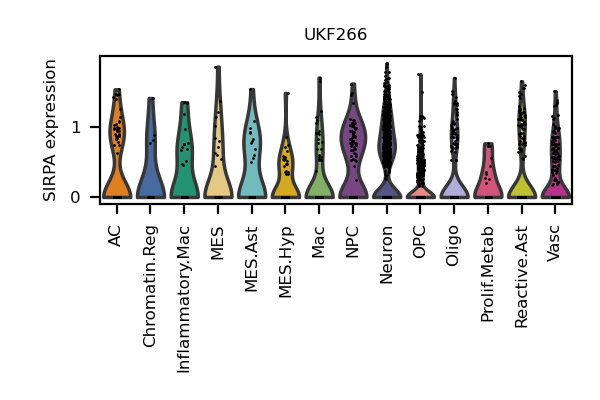 UKF266
SIRPA expression
1
0
AC
Chromatin.Reg
Inflammatory.Mac
MES
MES.Ast
MES.Hyp
Mac
NPC
Neuron
OPC
Oligo
Prolif.Metab
Reactive.Ast
Vasc